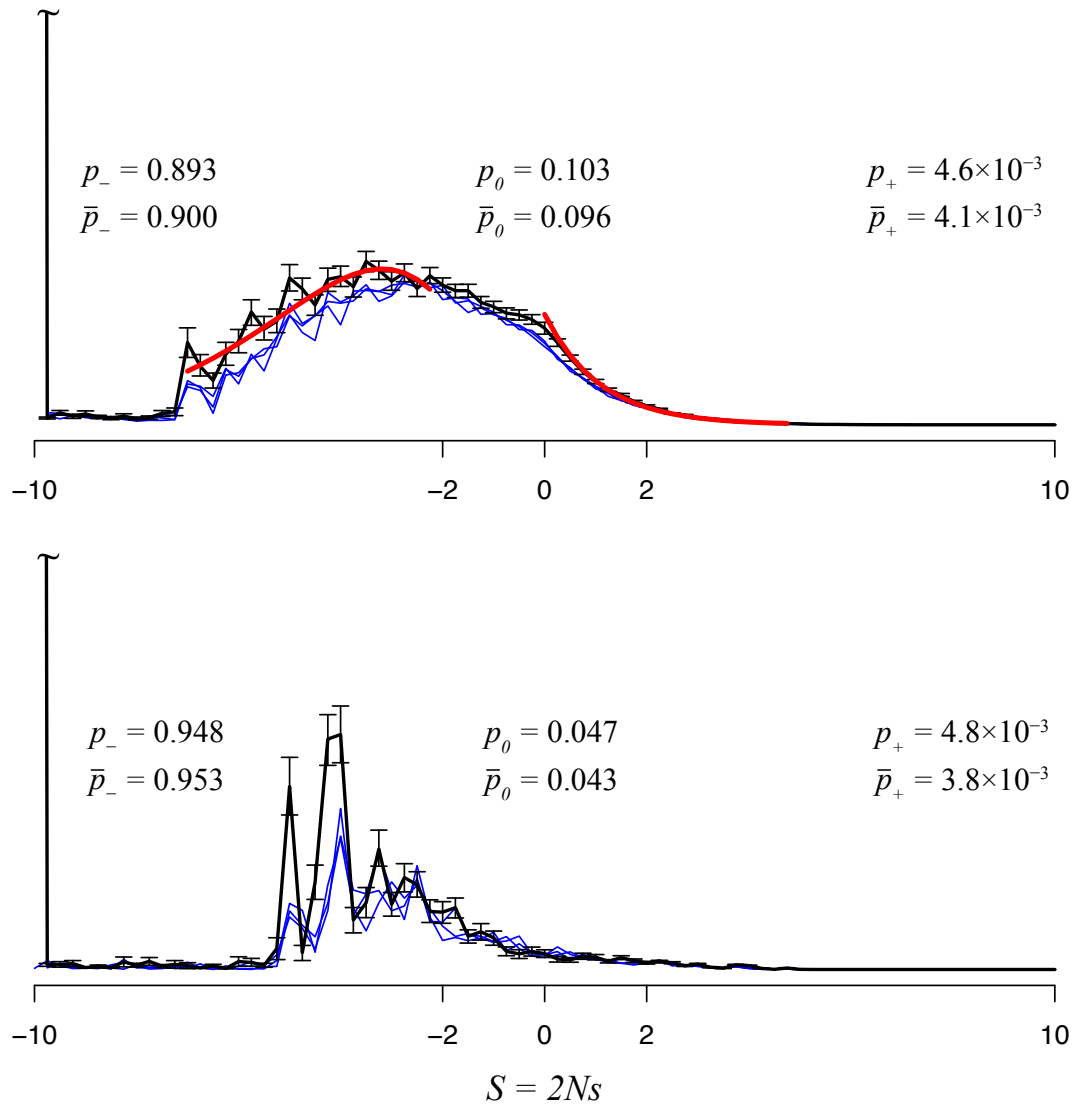 ~
p₋ = 0.893 p₀ = 0.103 p₊ = 4.6×10⁻³
p̄₋ = 0.900 p̄₀ = 0.096 p̄₊ = 4.1×10⁻³
−10 −2 0 2 10
~
p₋ = 0.948 p₀ = 0.047 p₊ = 4.8×10⁻³
p̄₋ = 0.953 p̄₀ = 0.043 p̄₊ = 3.8×10⁻³
−10 −2 0 2 10
S = 2Ns